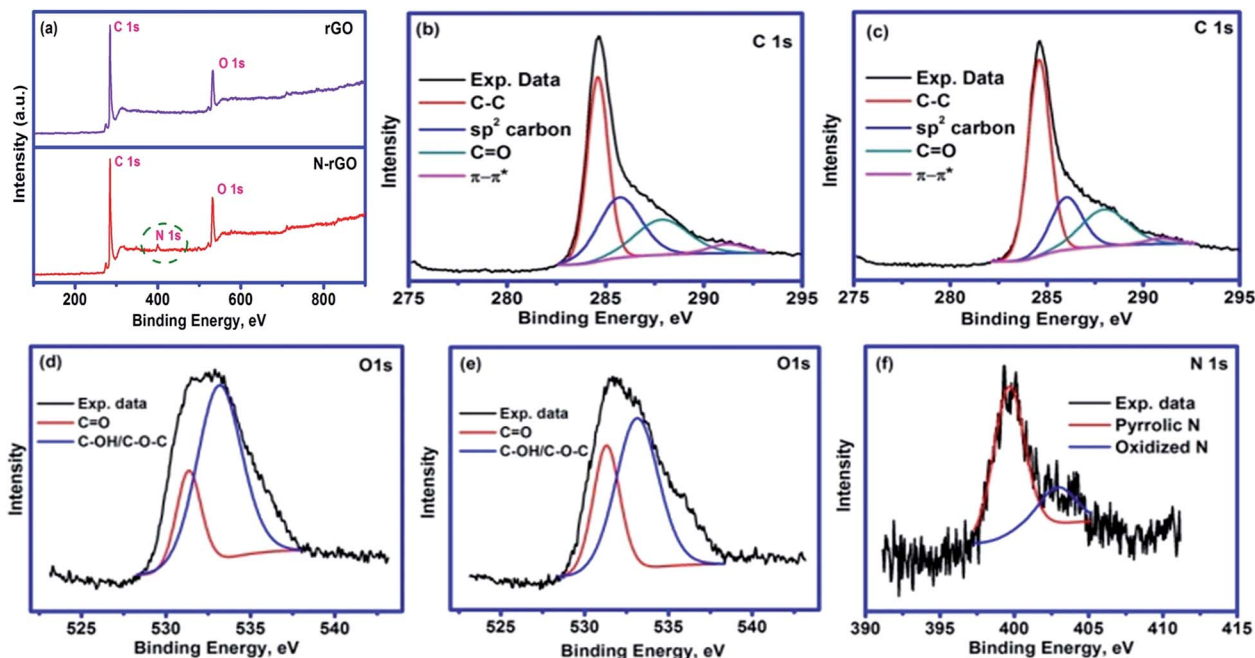 (a)
rGO
C 1s
O 1s
N-rGO
C 1s
N 1s
O 1s
Intensity (a.u.)
200 400 600 800
Binding Energy, eV
(b)
C 1s
Exp. Data
C-C
sp² carbon
C=O
π–π*
Intensity
275 280 285 290 295
Binding Energy, eV
(c)
C 1s
Exp. Data
C-C
sp² carbon
C=O
π–π*
Intensity
275 280 285 290 295
Binding Energy, eV
(d)
O1s
Exp. data
C=O
C-OH/C-O-C
Intensity
525 530 535 540
Binding Energy, eV
(e)
O1s
Exp. data
C=O
C-OH/C-O-C
Intensity
525 530 535 540
Binding Energy, eV
(f)
N 1s
Exp. data
Pyrrolic N
Oxidized N
Intensity
390 395 400 405 410 415
Binding Energy, eV